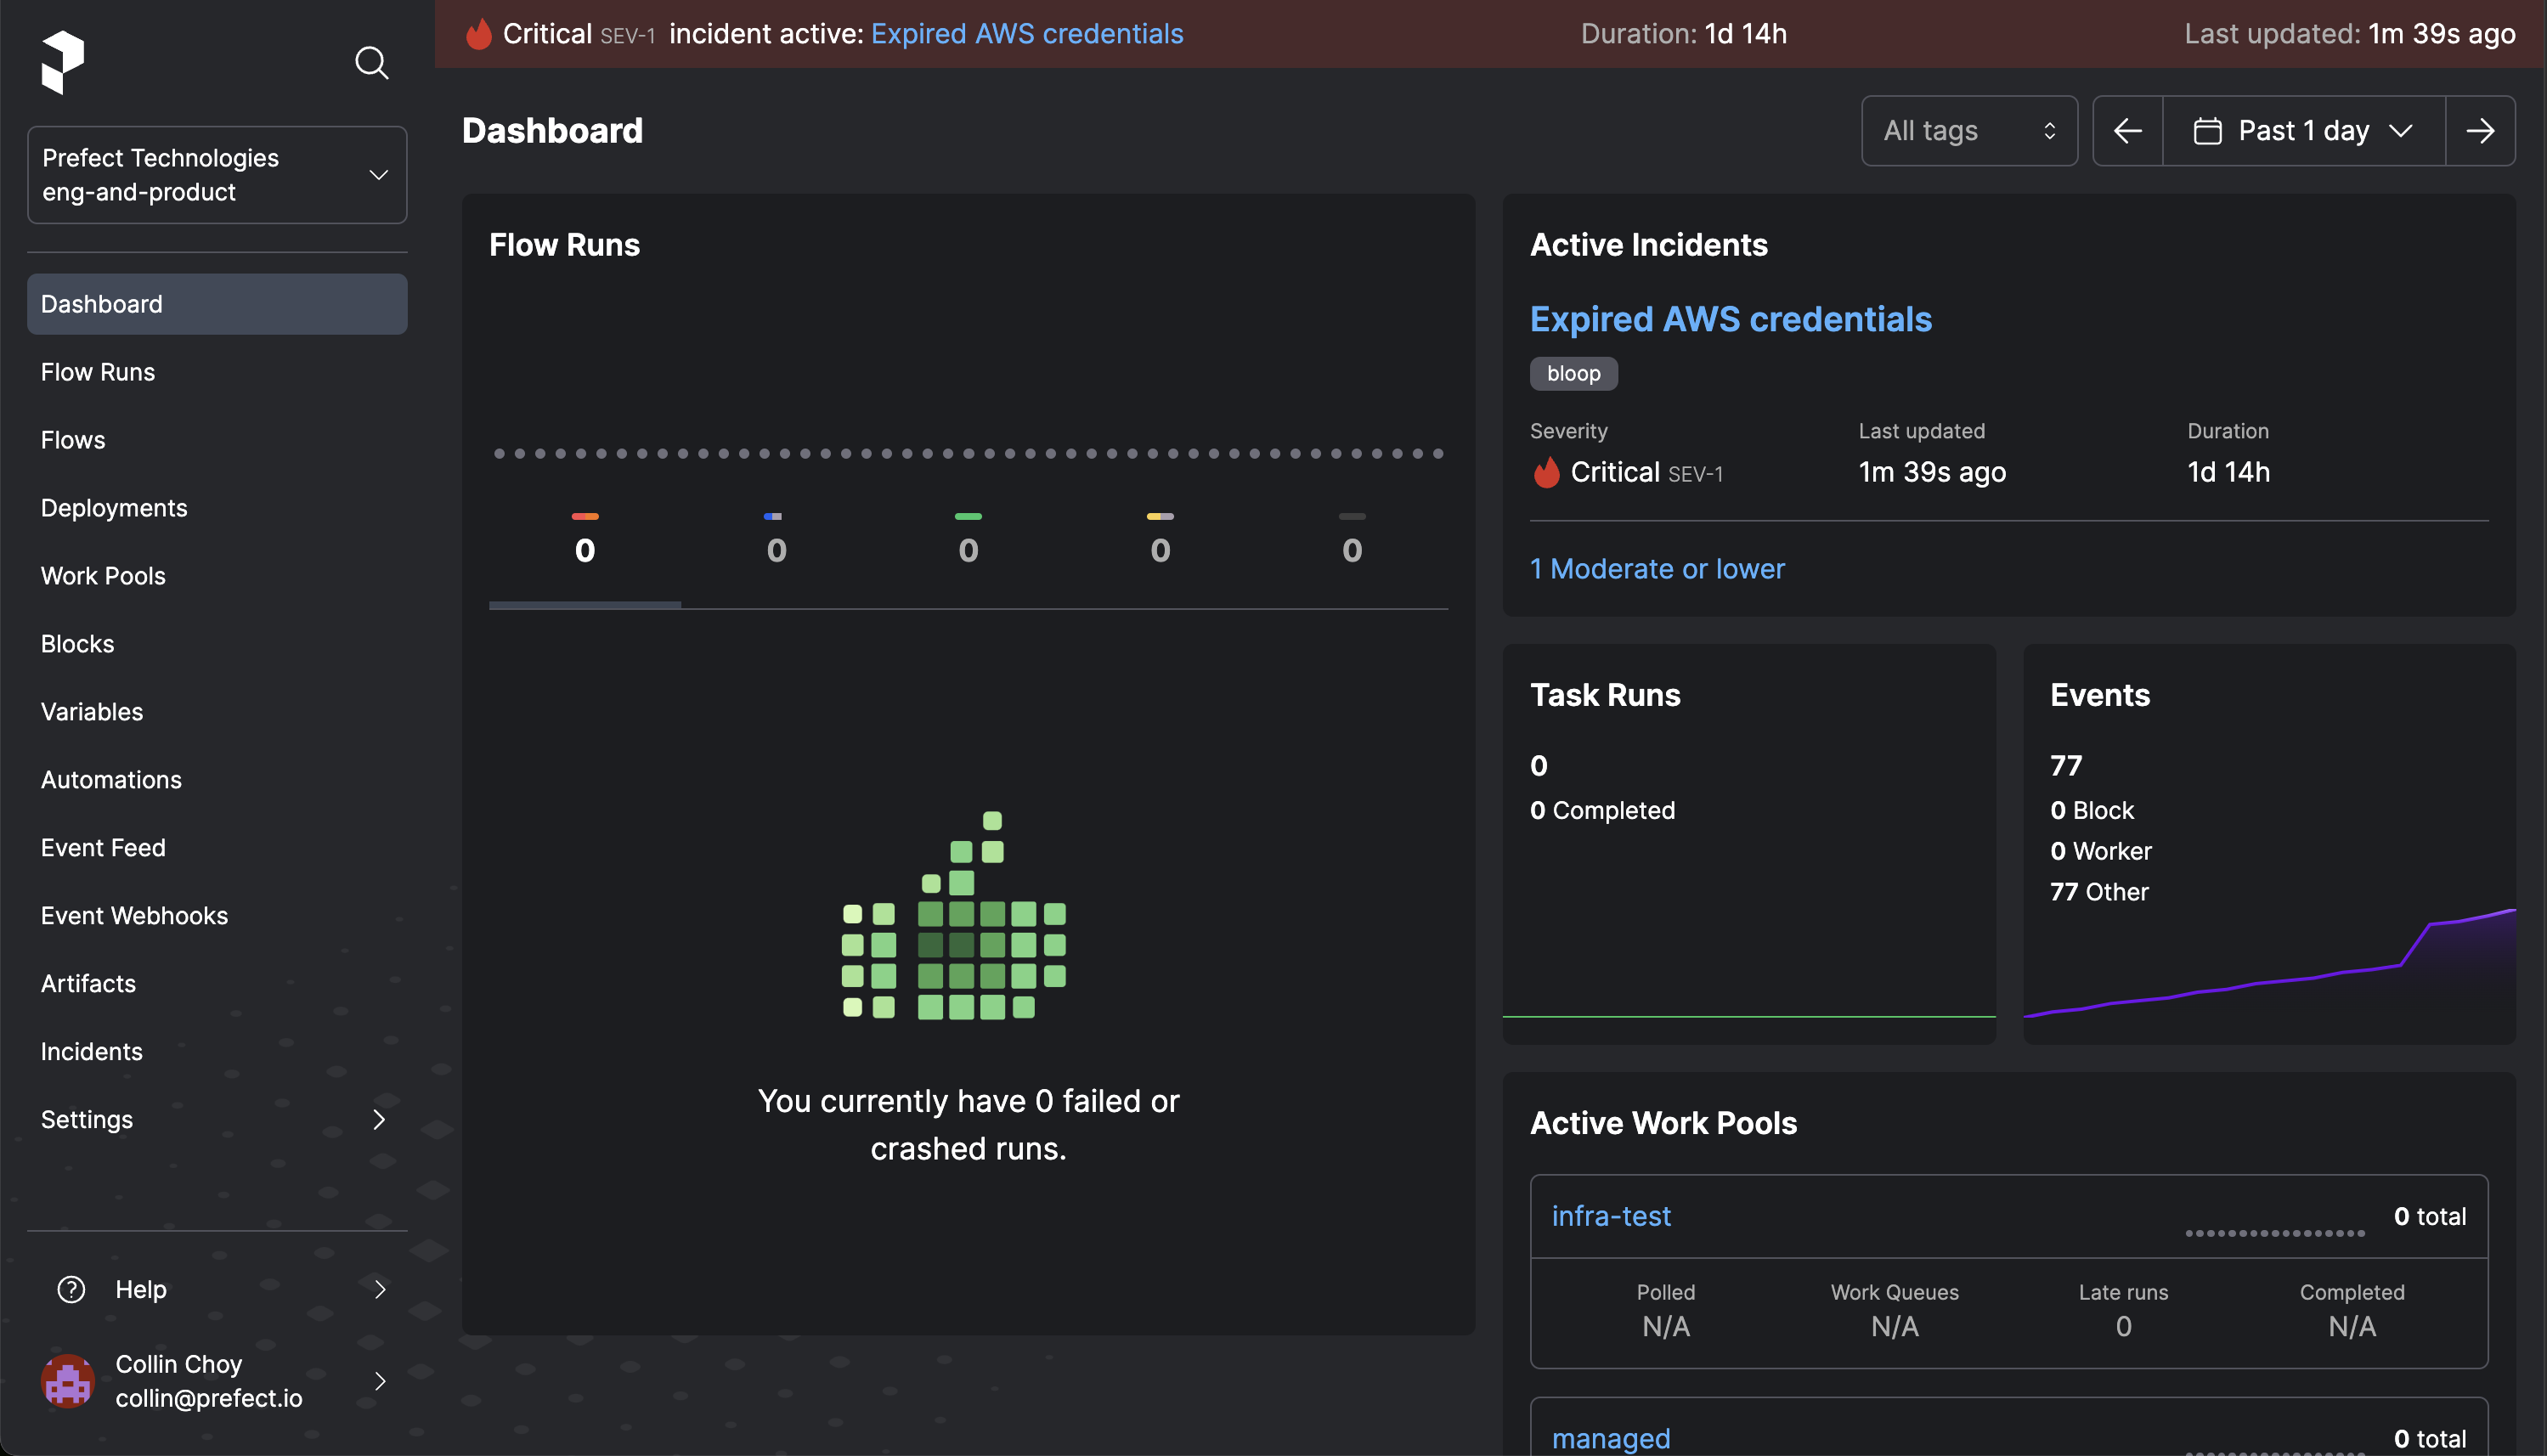 Critical SEV-1 incident active: Expired AWS credentials Duration: 1d 14h Last updated: 1m 39s ago
Prefect Technologies
eng-and-product
Dashboard
Flow Runs
Flows
Deployments
Work Pools
Blocks
Variables
Automations
Event Feed
Event Webhooks
Artifacts
Incidents
Settings
Help
Collin Choy
collin@prefect.io
Dashboard
All tags
Past 1 day
Flow Runs
0 0 0 0 0
You currently have 0 failed or
crashed runs.
Active Incidents
Expired AWS credentials
bloop
Severity Last updated Duration
Critical SEV-1 1m 39s ago 1d 14h
1 Moderate or lower
Task Runs
0
0 Completed
Events
77
0 Block
0 Worker
77 Other
Active Work Pools
infra-test 0 total
Polled Work Queues Late runs Completed
N/A N/A 0 N/A
managed 0 total